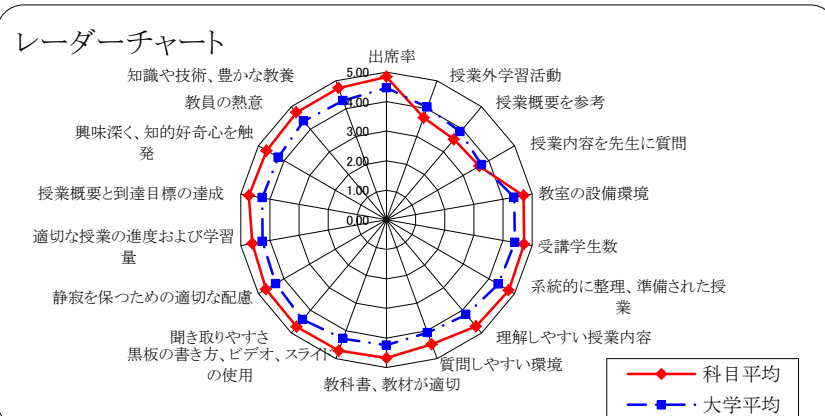 レーダーチャート
出席率
授業外学習活動
授業概要を参考
授業内容を先生に質問
教室の設備環境
受講学生数
系統的に整理、準備された授
業
理解しやすい授業内容
質問しやすい環境
教科書、教材が適切
黒板の書き方、ビデオ、スライド
の使用
聞き取りやすさ
静寂を保つための適切な配慮
適切な授業の進度および学習
量
授業概要と到達目標の達成
興味深く、知的好奇心を触
発
教員の熱意
知識や技術、豊かな教養
5.00
4.00
3.00
2.00
1.00
0.00
科目平均
大学平均